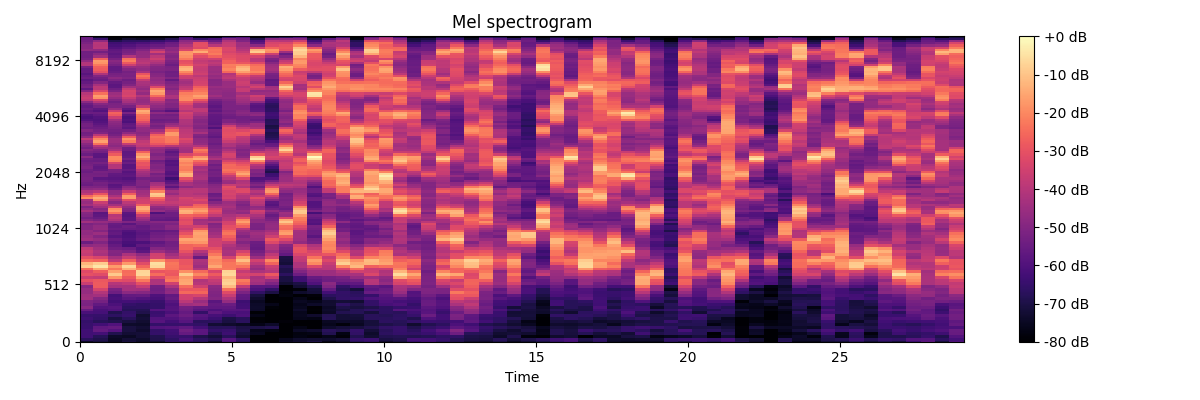 Mel spectrogram
8192
4096
2048
1024
512
0
Hz
0 5 10 15 20 25
Time
+0 dB
-10 dB
-20 dB
-30 dB
-40 dB
-50 dB
-60 dB
-70 dB
-80 dB